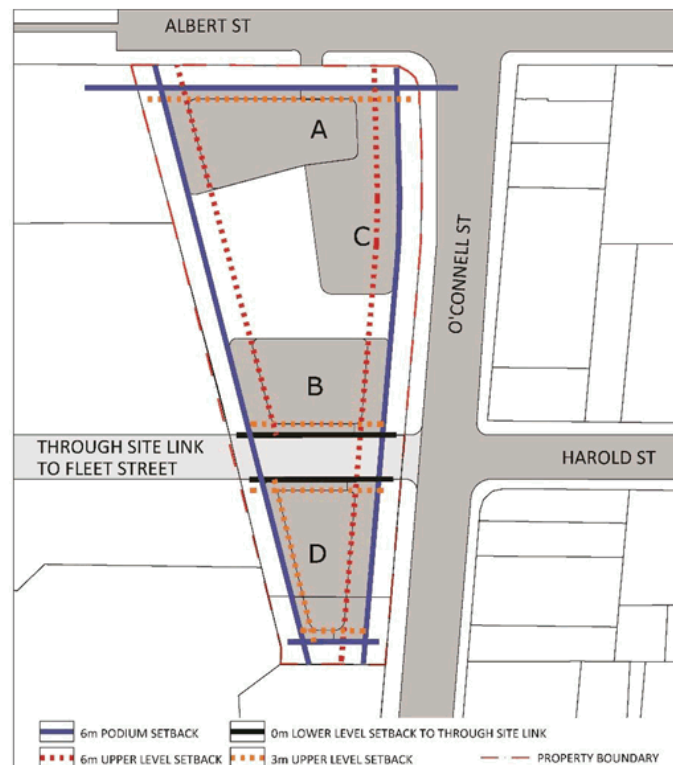 ALBERT ST
A
C
O'CONNELL ST
B
THROUGH SITE LINK
TO FLEET STREET
HAROLD ST
D
6m PODIUM SETBACK
0m LOWER LEVEL SETBACK TO THROUGH SITE LINK
6m UPPER LEVEL SETBACK
3m UPPER LEVEL SETBACK
PROPERTY BOUNDARY